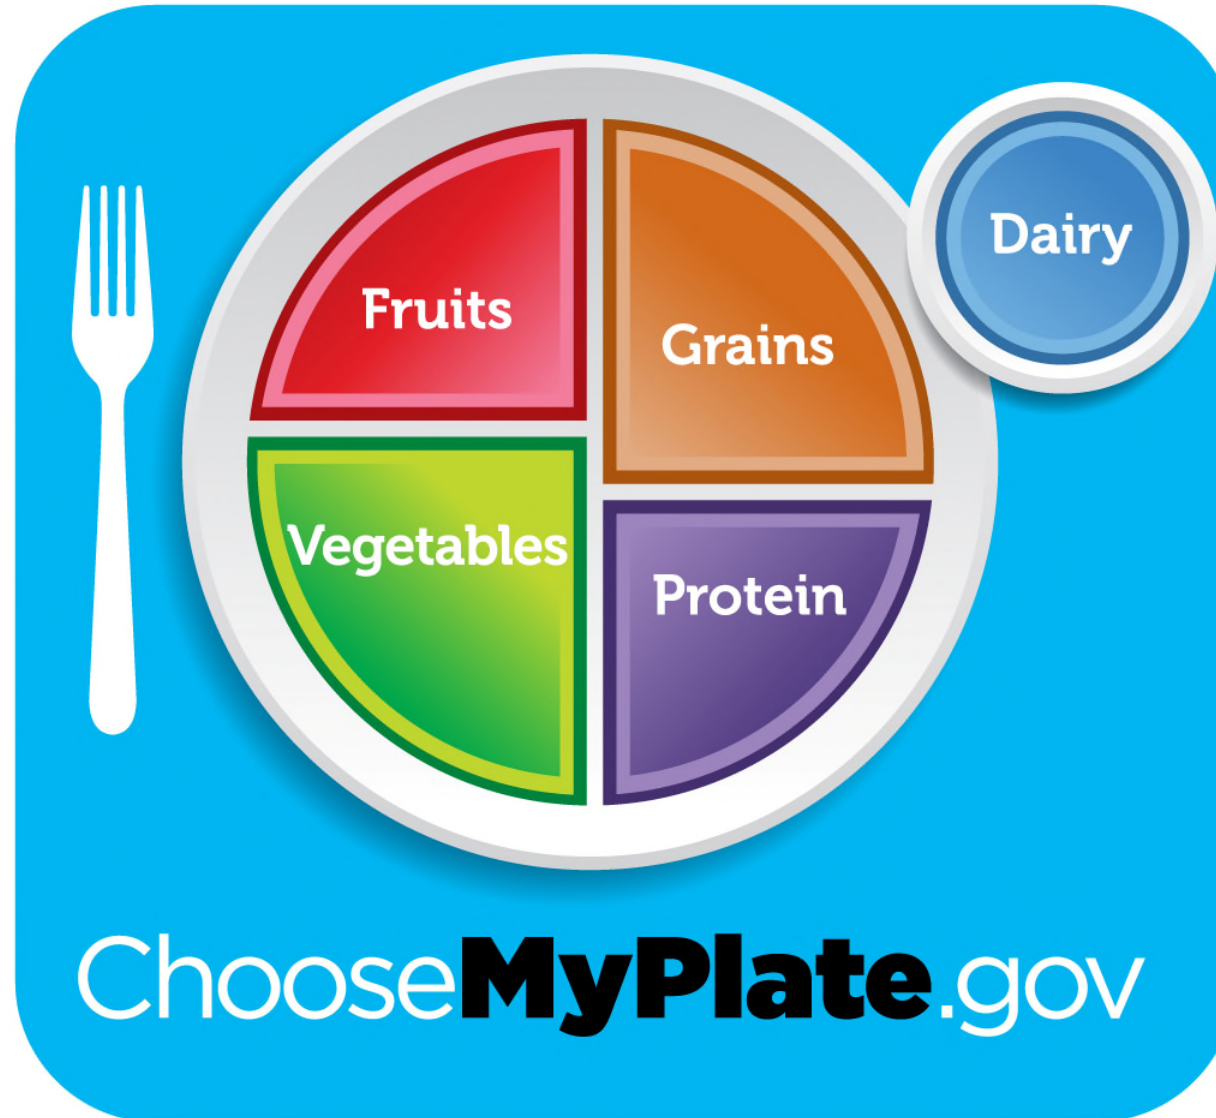 Fruits
Grains
Dairy
Vegetables
Protein
ChooseMyPlate.gov